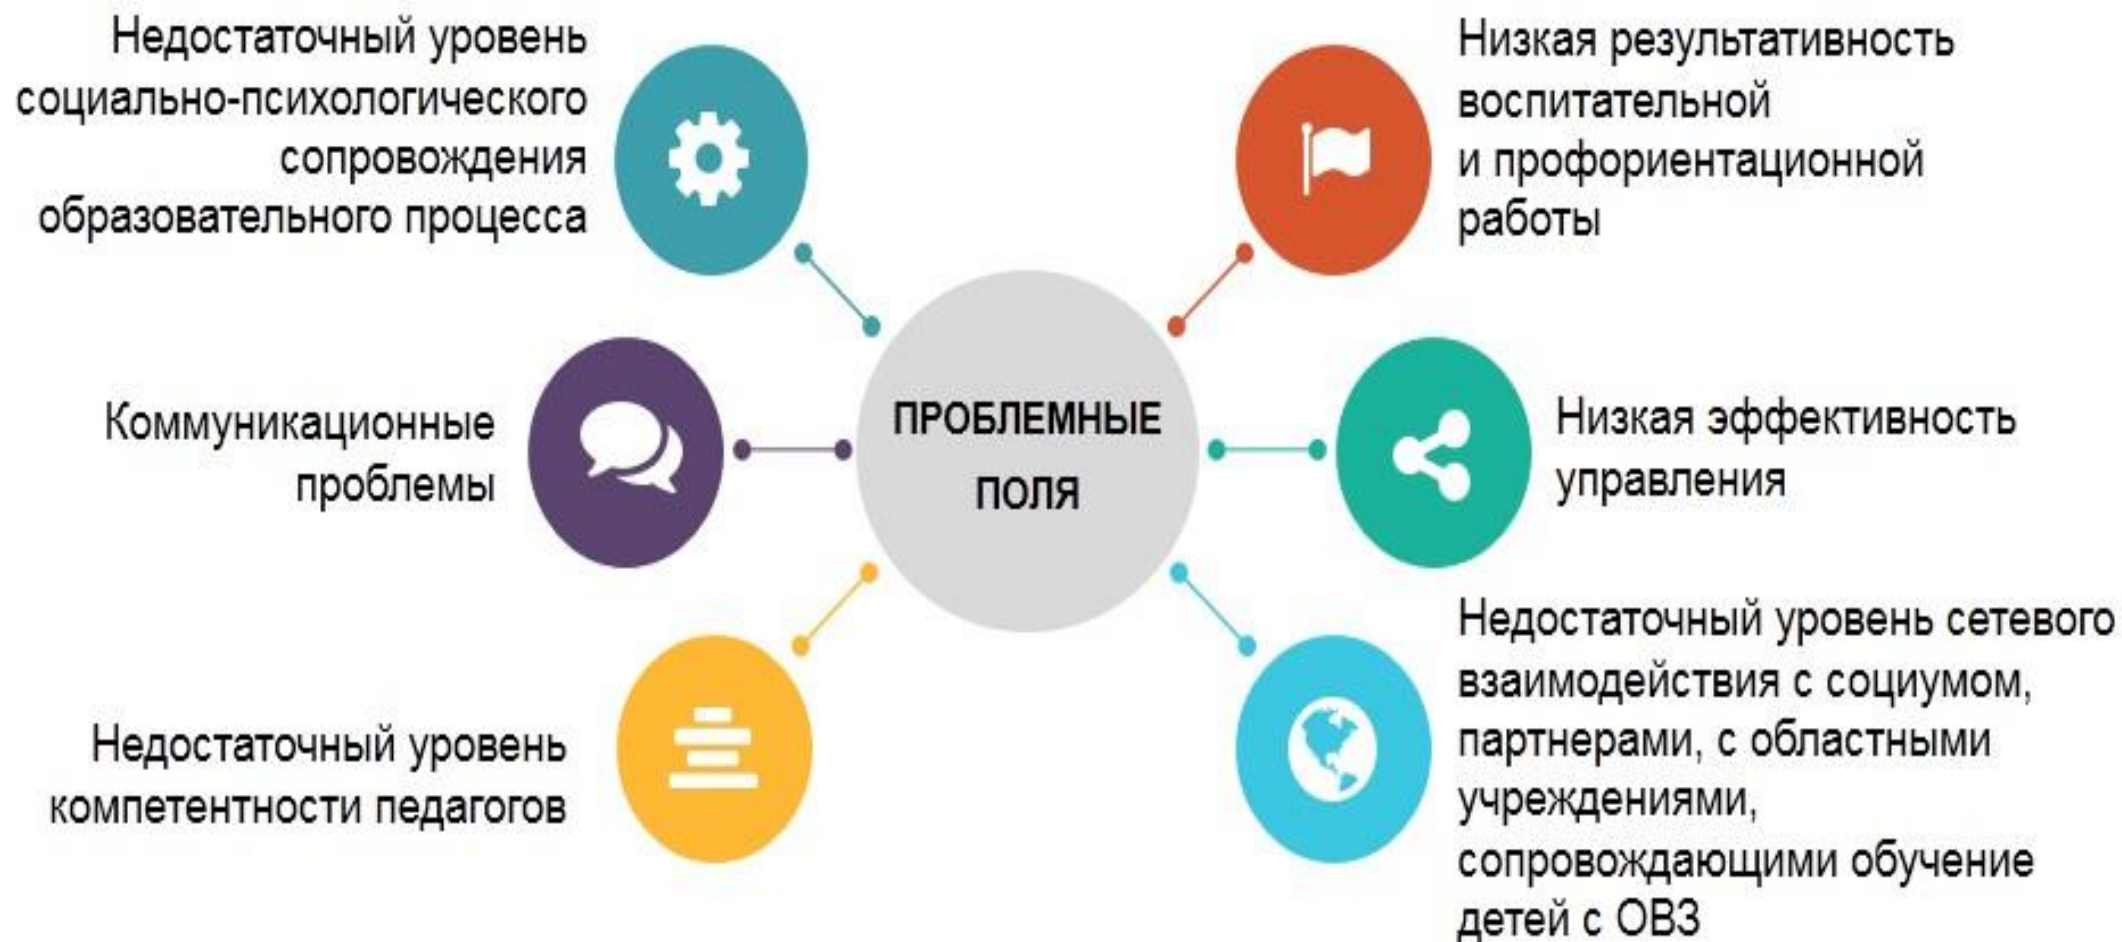 Недостаточный уровень
социально-психологического
сопровождения
образовательного процесса
Коммуникационные
проблемы
Недостаточный уровень
компетентности педагогов
ПРОБЛЕМНЫЕ
ПОЛЯ
Низкая результативность
воспитательной
и профориентационной
работы
Низкая эффективность
управления
Недостаточный уровень сетевого
взаимодействия с социумом,
партнерами, с областными
учреждениями,
сопровождающими обучение
детей с ОВЗ